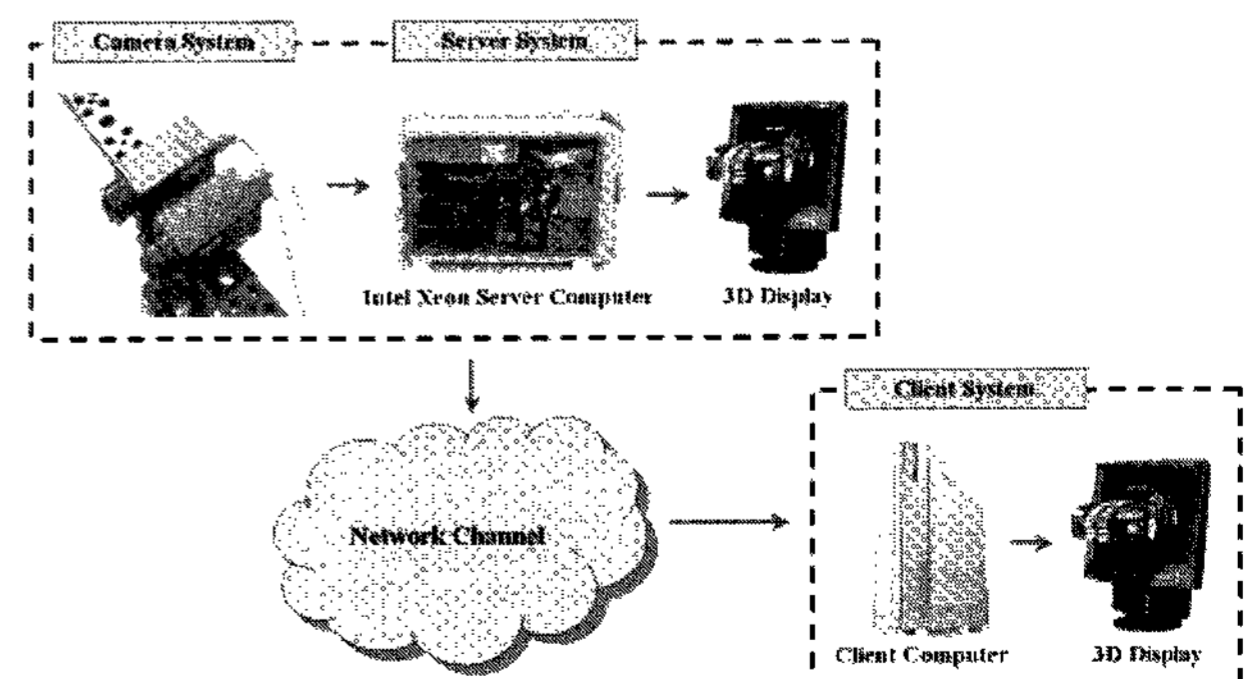 Camera System
Server System
Intel Xeon Server Computer
3D Display
Client System
Network Channel
Client Computer
3D Display